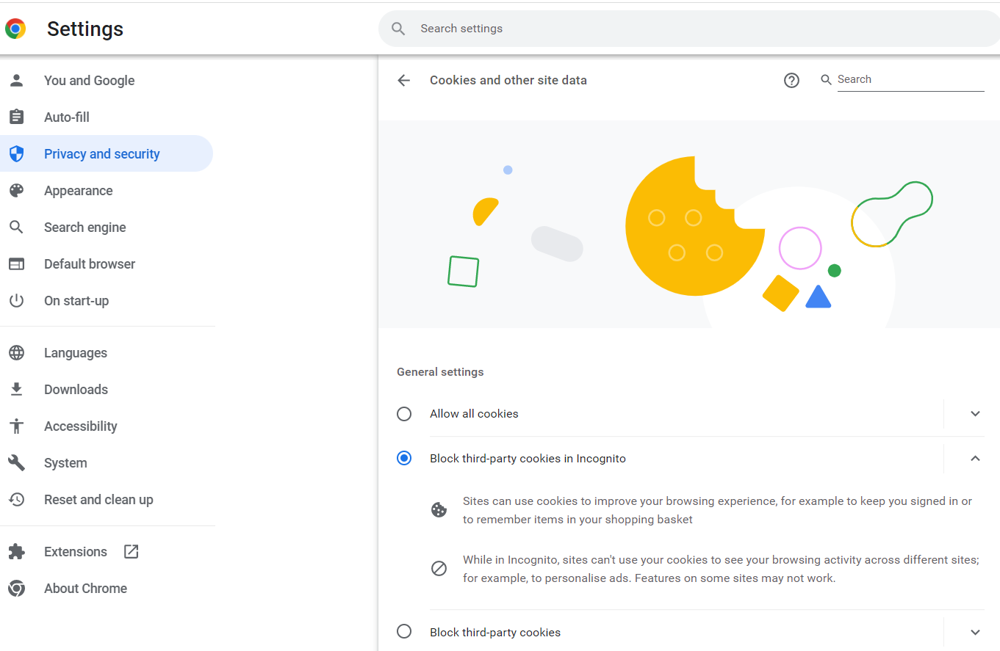 Settings
Search settings
You and Google
Auto-fill
Privacy and security
Appearance
Search engine
Default browser
On start-up
Languages
Downloads
Accessibility
System
Reset and clean up
Extensions
About Chrome
Cookies and other site data
Search
General settings
Allow all cookies
Block third-party cookies in Incognito
Sites can use cookies to improve your browsing experience, for example to keep you signed in or
to remember items in your shopping basket
While in Incognito, sites can't use your cookies to see your browsing activity across different sites;
for example, to personalise ads. Features on some sites may not work.
Block third-party cookies